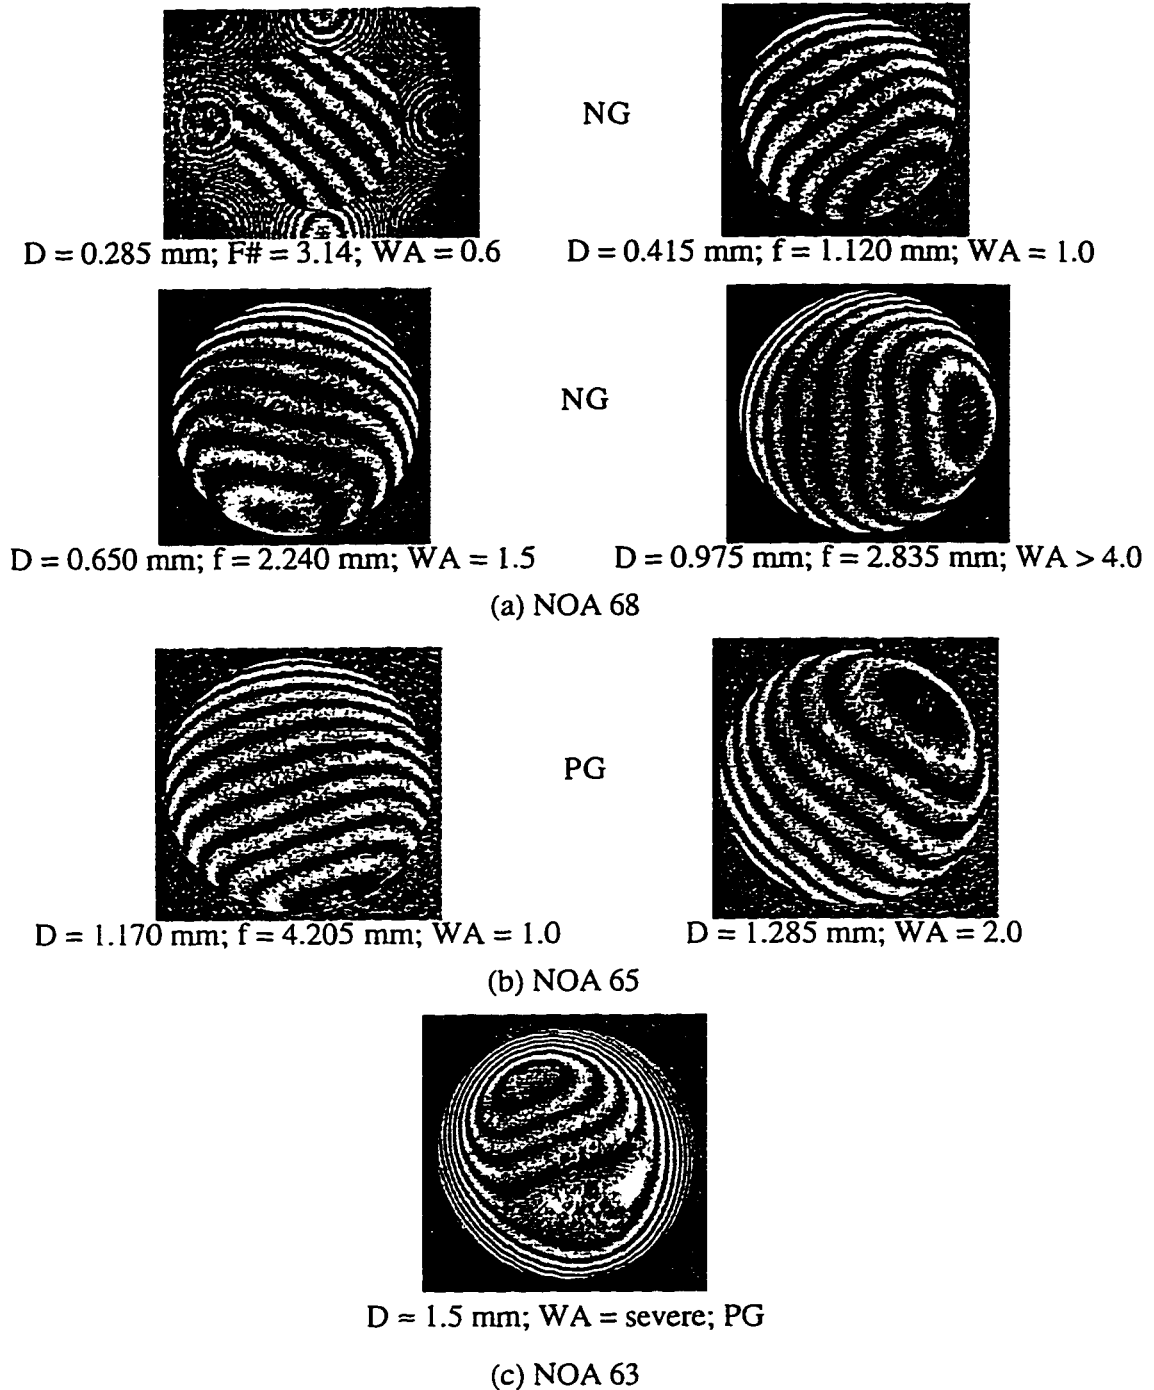 NG
D = 0.285 mm; F# = 3.14; WA = 0.6
D = 0.415 mm; f = 1.120 mm; WA = 1.0
NG
D = 0.650 mm; f = 2.240 mm; WA = 1.5
D = 0.975 mm; f = 2.835 mm; WA > 4.0
(a) NOA 68
PG
D = 1.170 mm; f = 4.205 mm; WA = 1.0
D = 1.285 mm; WA = 2.0
(b) NOA 65
D = 1.5 mm; WA = severe; PG
(c) NOA 63